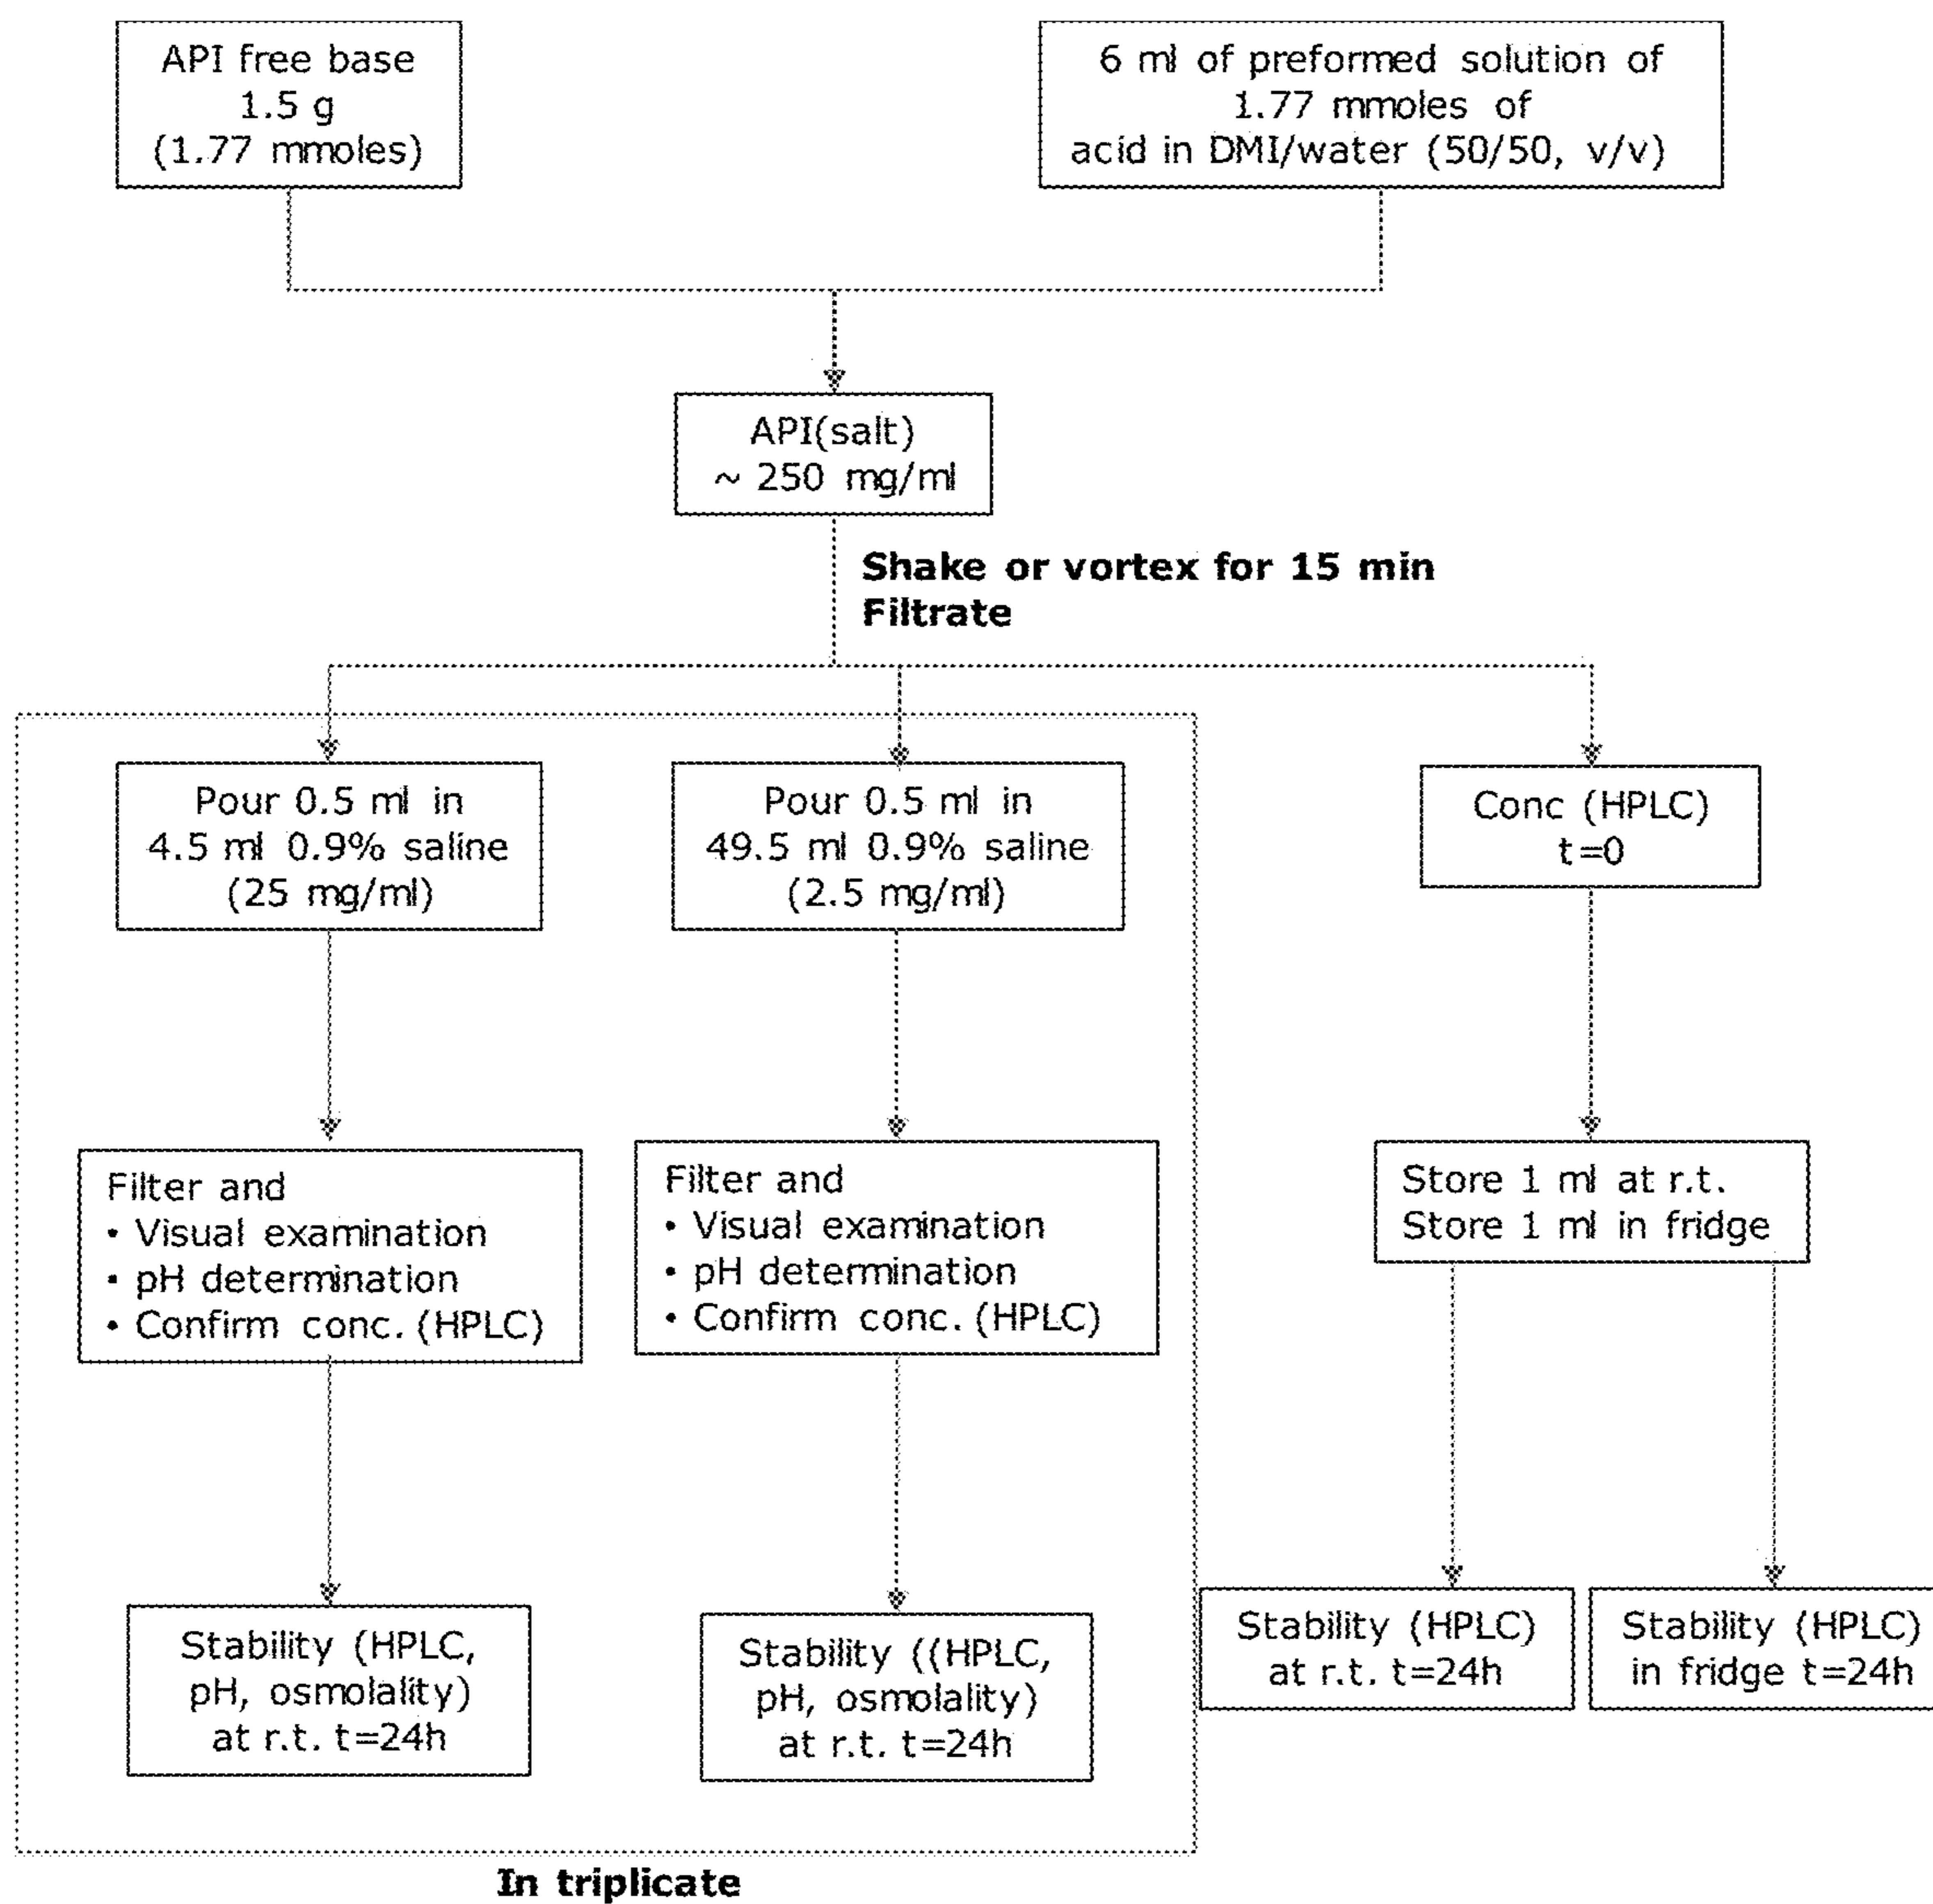 API free base
1.5 g
(1.77 mmoles)
6 ml of preformed solution of
1.77 mmoles of
acid in DMI/water (50/50, v/v)
API(salt)
~ 250 mg/ml
Shake or vortex for 15 min
Filtrate
Pour 0.5 ml in
4.5 ml 0.9% saline
(25 mg/ml)
Pour 0.5 ml in
49.5 ml 0.9% saline
(2.5 mg/ml)
Conc (HPLC)
t=0
Filter and
• Visual examination
• pH determination
• Confirm conc. (HPLC)
Filter and
• Visual examination
• pH determination
• Confirm conc. (HPLC)
Store 1 ml at r.t.
Store 1 ml in fridge
Stability (HPLC,
pH, osmolality)
at r.t. t=24h
Stability ((HPLC,
pH, osmolality)
at r.t. t=24h
Stability (HPLC)
at r.t. t=24h
Stability (HPLC)
in fridge t=24h
In triplicate